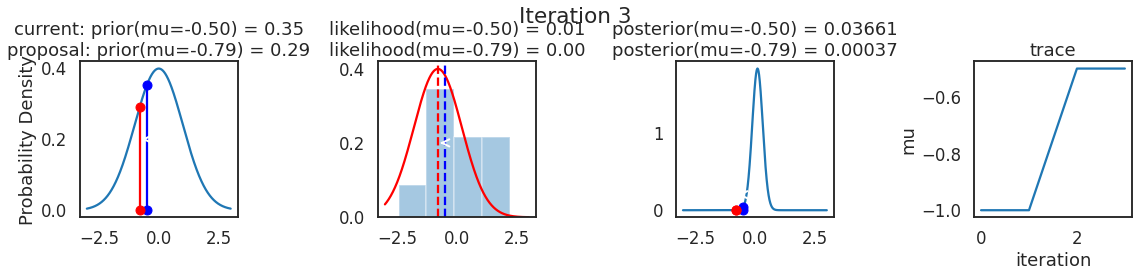 Iteration 3
current: prior(mu=-0.50) = 0.35
proposal: prior(mu=-0.79) = 0.29
likelihood(mu=-0.50) = 0.01
likelihood(mu=-0.79) = 0.00
posterior(mu=-0.50) = 0.03661
posterior(mu=-0.79) = 0.00037
trace
Probability Density
0.4
0.2
0.0
−2.5 0.0 2.5
0.4
0.2
0.0
−2.5 0.0 2.5
1
0
−2.5 0.0 2.5
mu
−0.6
−0.8
−1.0
0 2
iteration